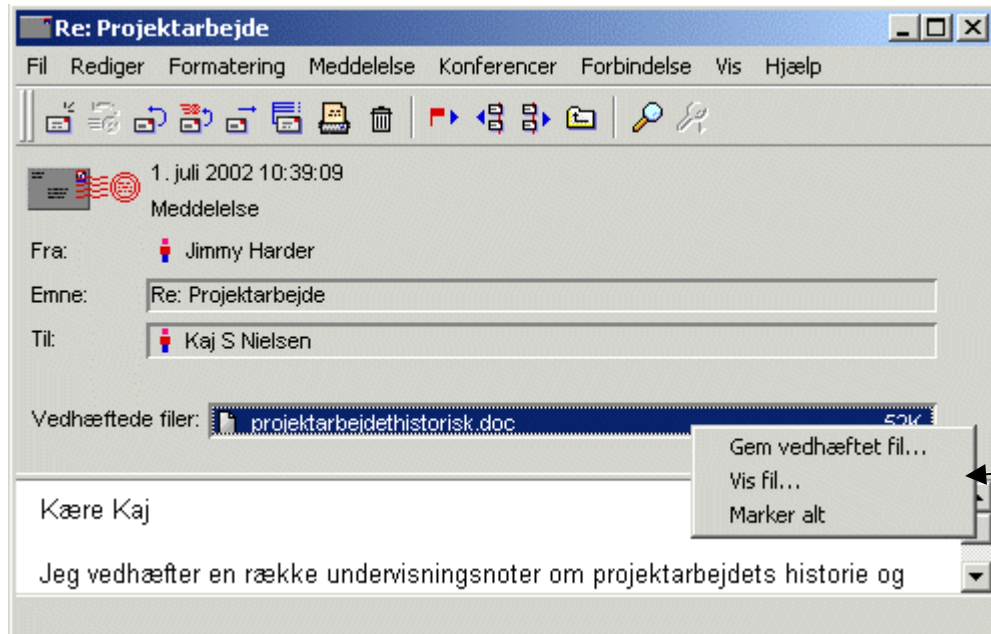 Re: Projektarbejde
Fil Rediger Formatering Meddelelse Konferencer Forbindelse Vis Hjælp
1. juli 2002 10:39:09
Meddelelse
Fra: Jimmy Harder
Emne: Re: Projektarbejde
Til: Kaj S Nielsen
Vedhæftede filer: projektarbejdethistorisk.doc 52K
Gem vedhæftet fil...
Vis fil...
Marker alt
Kære Kaj
Jeg vedhæfter en række undervisningsnoter om projektarbejdets historie og